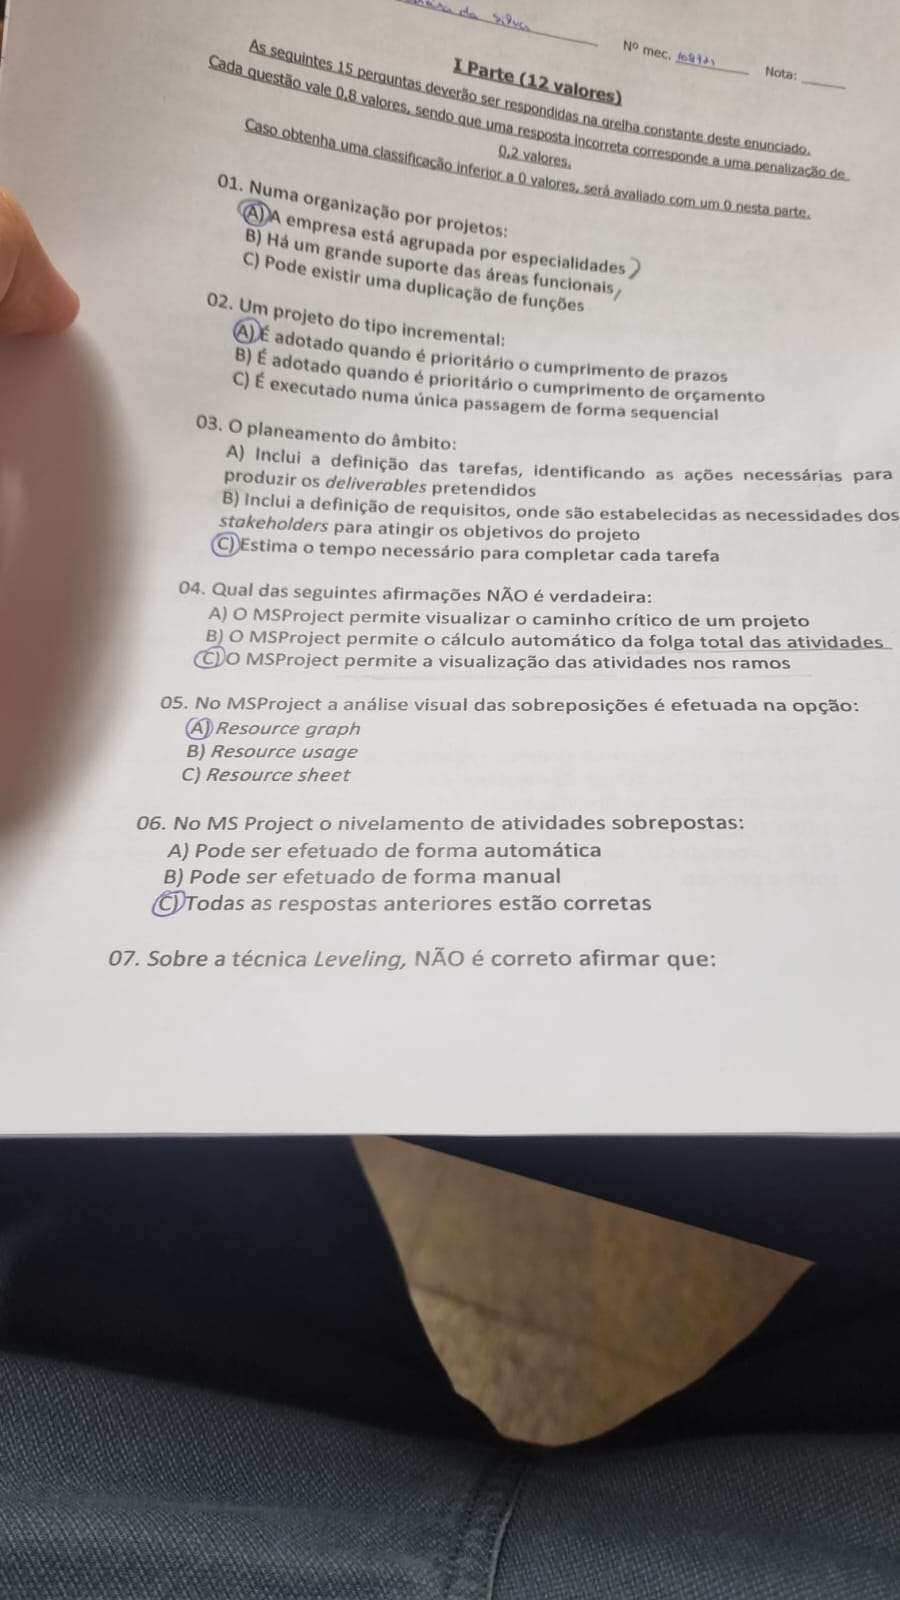 da Silva
Nº mec. Nota:
I Parte (12 valores)
As seguintes 15 perguntas deverão ser respondidas na grelha constante deste enunciado.
Cada questão vale 0,8 valores, sendo que uma resposta incorreta corresponde a uma penalização de
0,2 valores.
Caso obtenha uma classificação inferior a 0 valores, será avaliado com um 0 nesta parte.
01. Numa organização por projetos:
A) A empresa está agrupada por especialidades
B) Há um grande suporte das áreas funcionais
C) Pode existir uma duplicação de funções
02. Um projeto do tipo incremental:
A) É adotado quando é prioritário o cumprimento de prazos
B) É adotado quando é prioritário o cumprimento de orçamento
C) É executado numa única passagem de forma sequencial
03. O planeamento do âmbito:
A) Inclui a definição das tarefas, identificando as ações necessárias para
produzir os deliverables pretendidos
B) Inclui a definição de requisitos, onde são estabelecidas as necessidades dos
stakeholders para atingir os objetivos do projeto
C) Estima o tempo necessário para completar cada tarefa
04. Qual das seguintes afirmações NÃO é verdadeira:
A) O MSProject permite visualizar o caminho crítico de um projeto
B) O MSProject permite o cálculo automático da folga total das atividades
C) O MSProject permite a visualização das atividades nos ramos
05. No MSProject a análise visual das sobreposições é efetuada na opção:
A) Resource graph
B) Resource usage
C) Resource sheet
06. No MS Project o nivelamento de atividades sobrepostas:
A) Pode ser efetuado de forma automática
B) Pode ser efetuado de forma manual
C) Todas as respostas anteriores estão corretas
07. Sobre a técnica Leveling, NÃO é correto afirmar que: